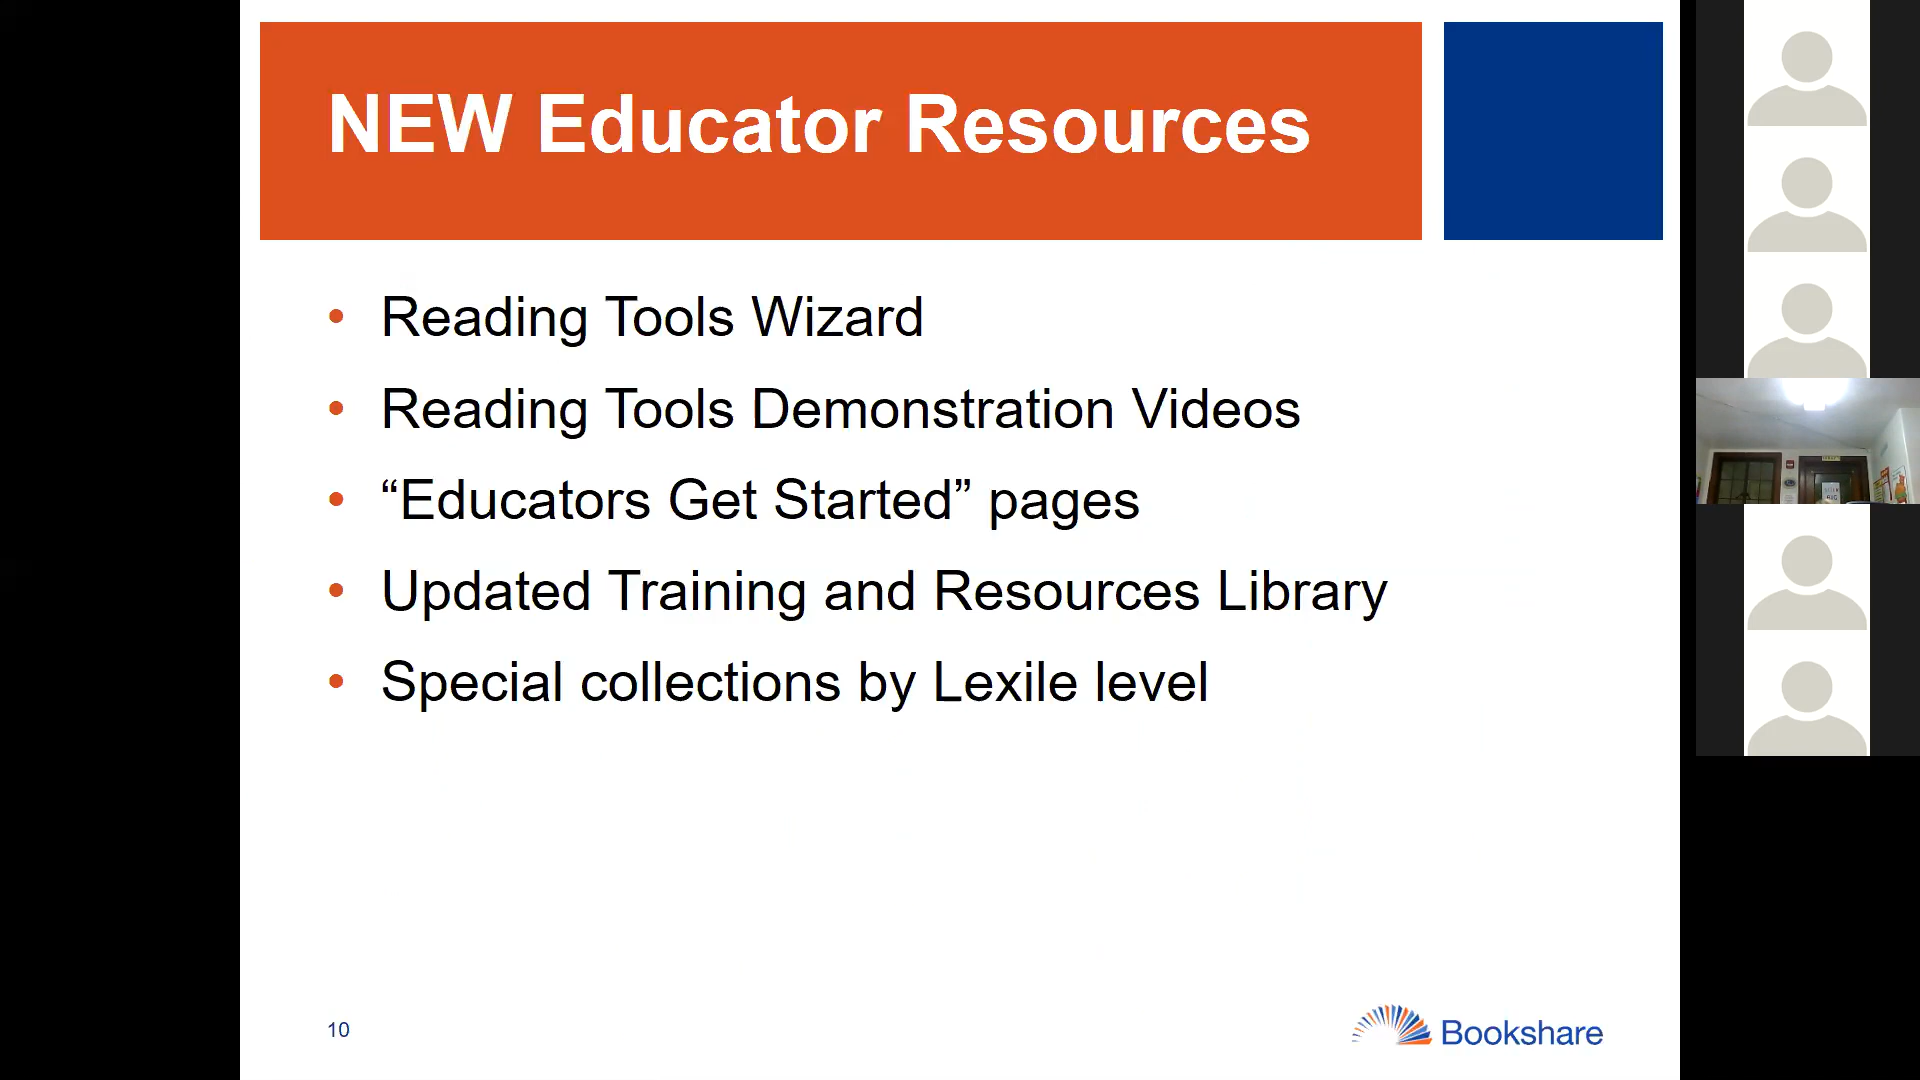 NEW Educator Resources
• Reading Tools Wizard
• Reading Tools Demonstration Videos
• “Educators Get Started” pages
• Updated Training and Resources Library
• Special collections by Lexile level
10
Bookshare